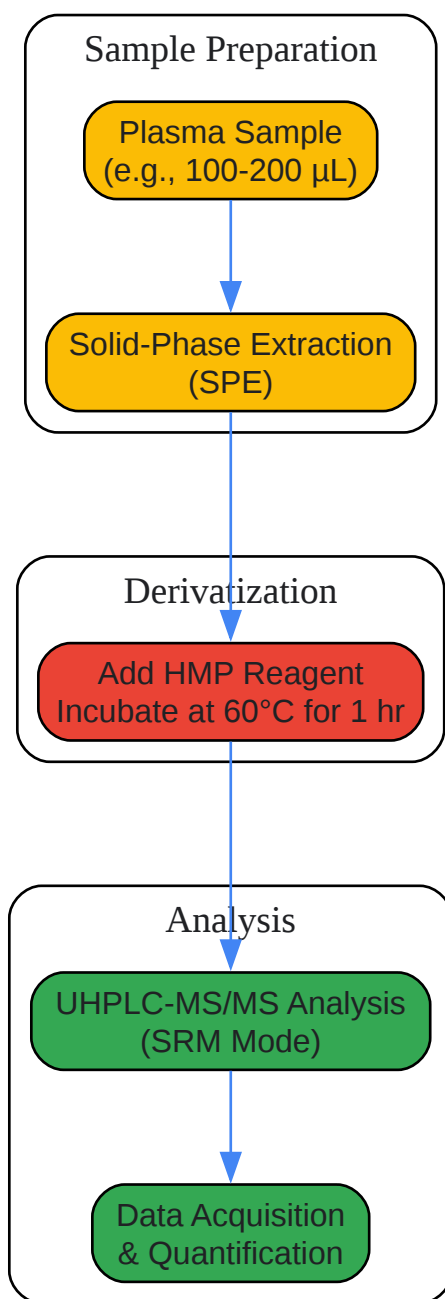 Sample Preparation
Plasma Sample
(e.g., 100-200 µL)
Solid-Phase Extraction
(SPE)
Derivatization
Add HMP Reagent
Incubate at 60°C for 1 hr
Analysis
UHPLC-MS/MS Analysis
(SRM Mode)
Data Acquisition
& Quantification